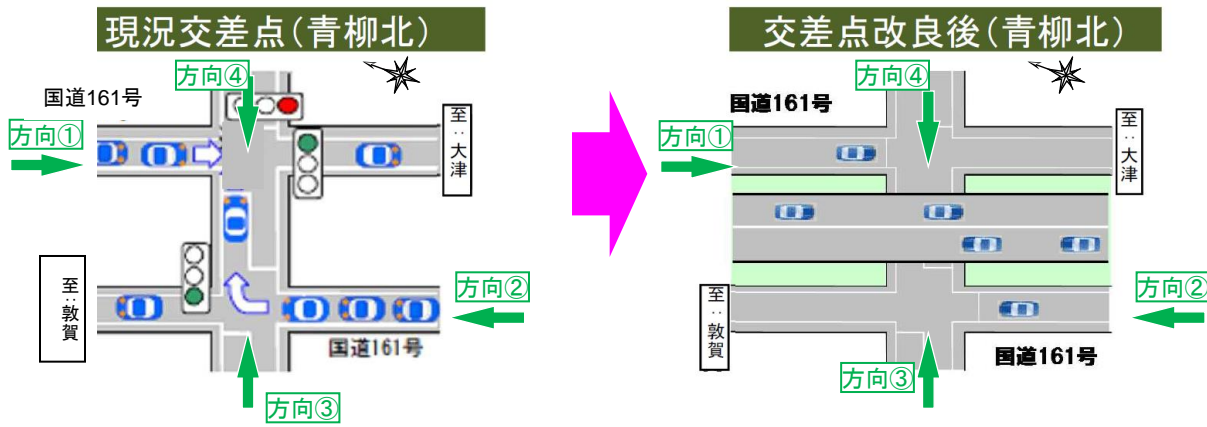 現況交差点(青柳北)
方向④
国道161号
方向①
至‥大津
方向②
至‥敦賀
国道161号
方向③
交差点改良後(青柳北)
方向④
国道161号
方向①
至‥大津
方向②
至‥敦賀
国道161号
方向③